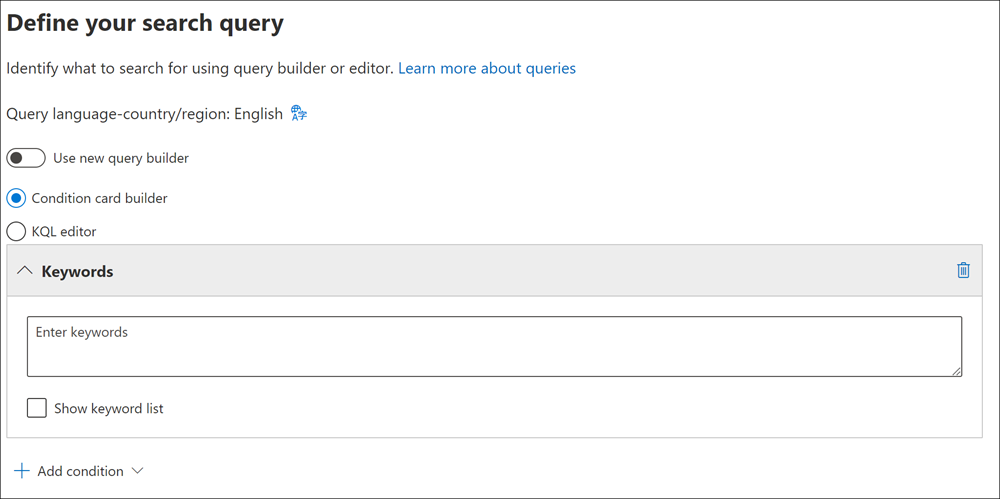 Define your search query
Identify what to search for using query builder or editor. Learn more about queries
Query language-country/region: English
Use new query builder
Condition card builder
KQL editor
Keywords
Enter keywords
Show keyword list
Add condition